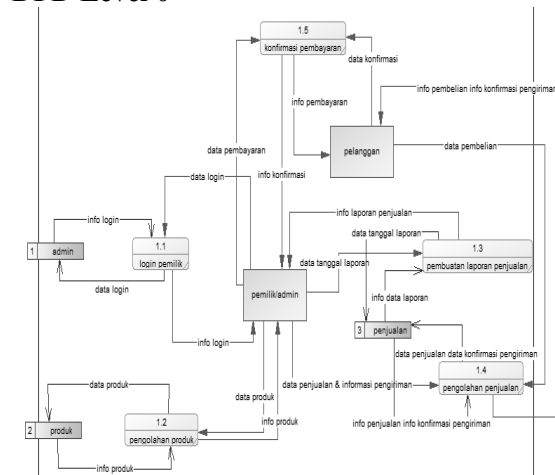 1.5
konfirmasi pembayaran
data konfirmasi
info pembelian info konfirmasi pengiriman
info pembayaran
data pembayaran
pelanggan
data pembelian
data login
info konfirmasi
info login
info laporan penjualan
data tanggal laporan
1 admin
1.1
login pemilik
1.3
pembuatan laporan penjualan
data tanggal laporan
data login
pemilik/admin
info data laporan
3 penjualan
info login
data penjualan data konfirmasi pengiriman
1.4
pengolahan penjualan
data produk
data penjualan & informasi pengiriman
data produk
1.2
pengolahan produk
info produk
info penjualan info konfirmasi pengiriman
2 produk
info produk